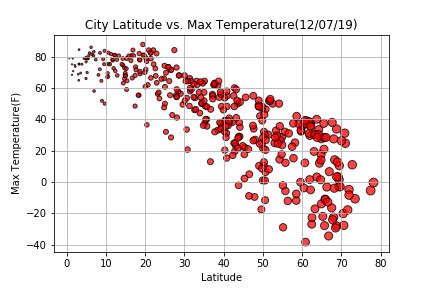 City Latitude vs. Max Temperature(12/07/19)
80
60
40
20
0
−20
−40
Max Temperature(F)
0 10 20 30 40 50 60 70 80
Latitude